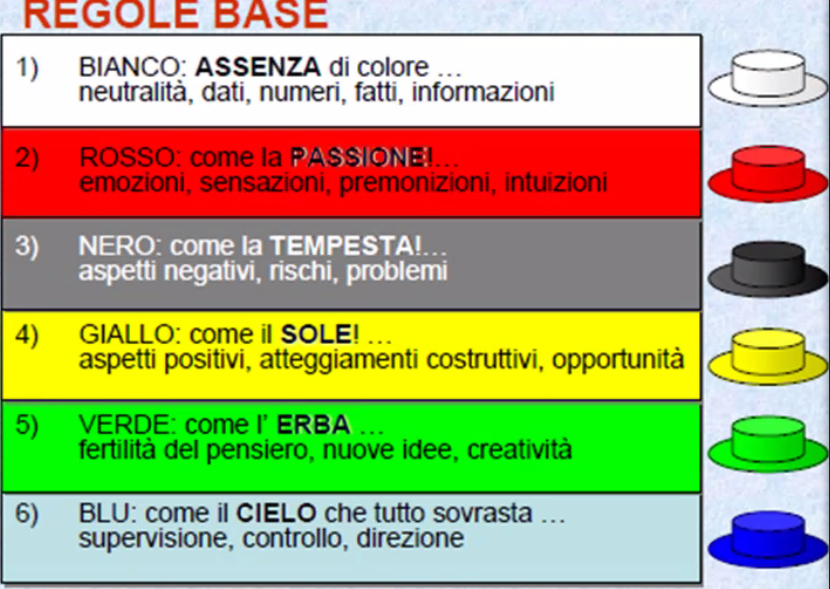 REGOLE BASE
1) BIANCO: ASSENZA di colore …
neutralità, dati, numeri, fatti, informazioni
2) ROSSO: come la PASSIONE!…
emozioni, sensazioni, premonizioni, intuizioni
3) NERO: come la TEMPESTA!…
aspetti negativi, rischi, problemi
4) GIALLO: come il SOLE! …
aspetti positivi, atteggiamenti costruttivi, opportunità
5) VERDE: come l’ ERBA …
fertilità del pensiero, nuove idee, creatività
6) BLU: come il CIELO che tutto sovrasta …
supervisione, controllo, direzione